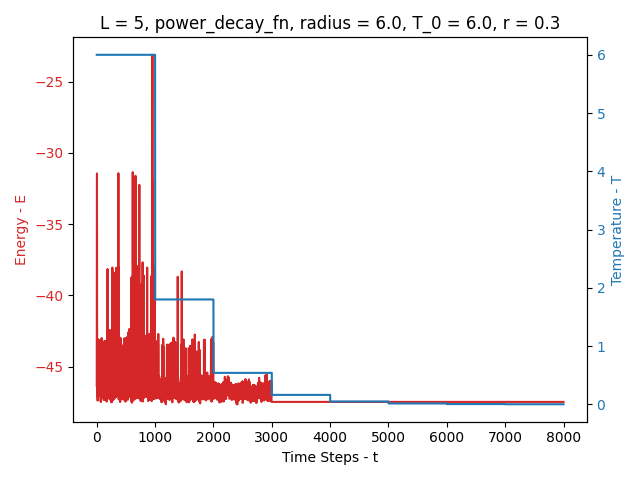 L = 5, power_decay_fn, radius = 6.0, T_0 = 6.0, r = 0.3
Energy - E
−25
−30
−35
−40
−45
6
5
4
3
2
1
0
Temperature - T
0 1000 2000 3000 4000 5000 6000 7000 8000
Time Steps - t